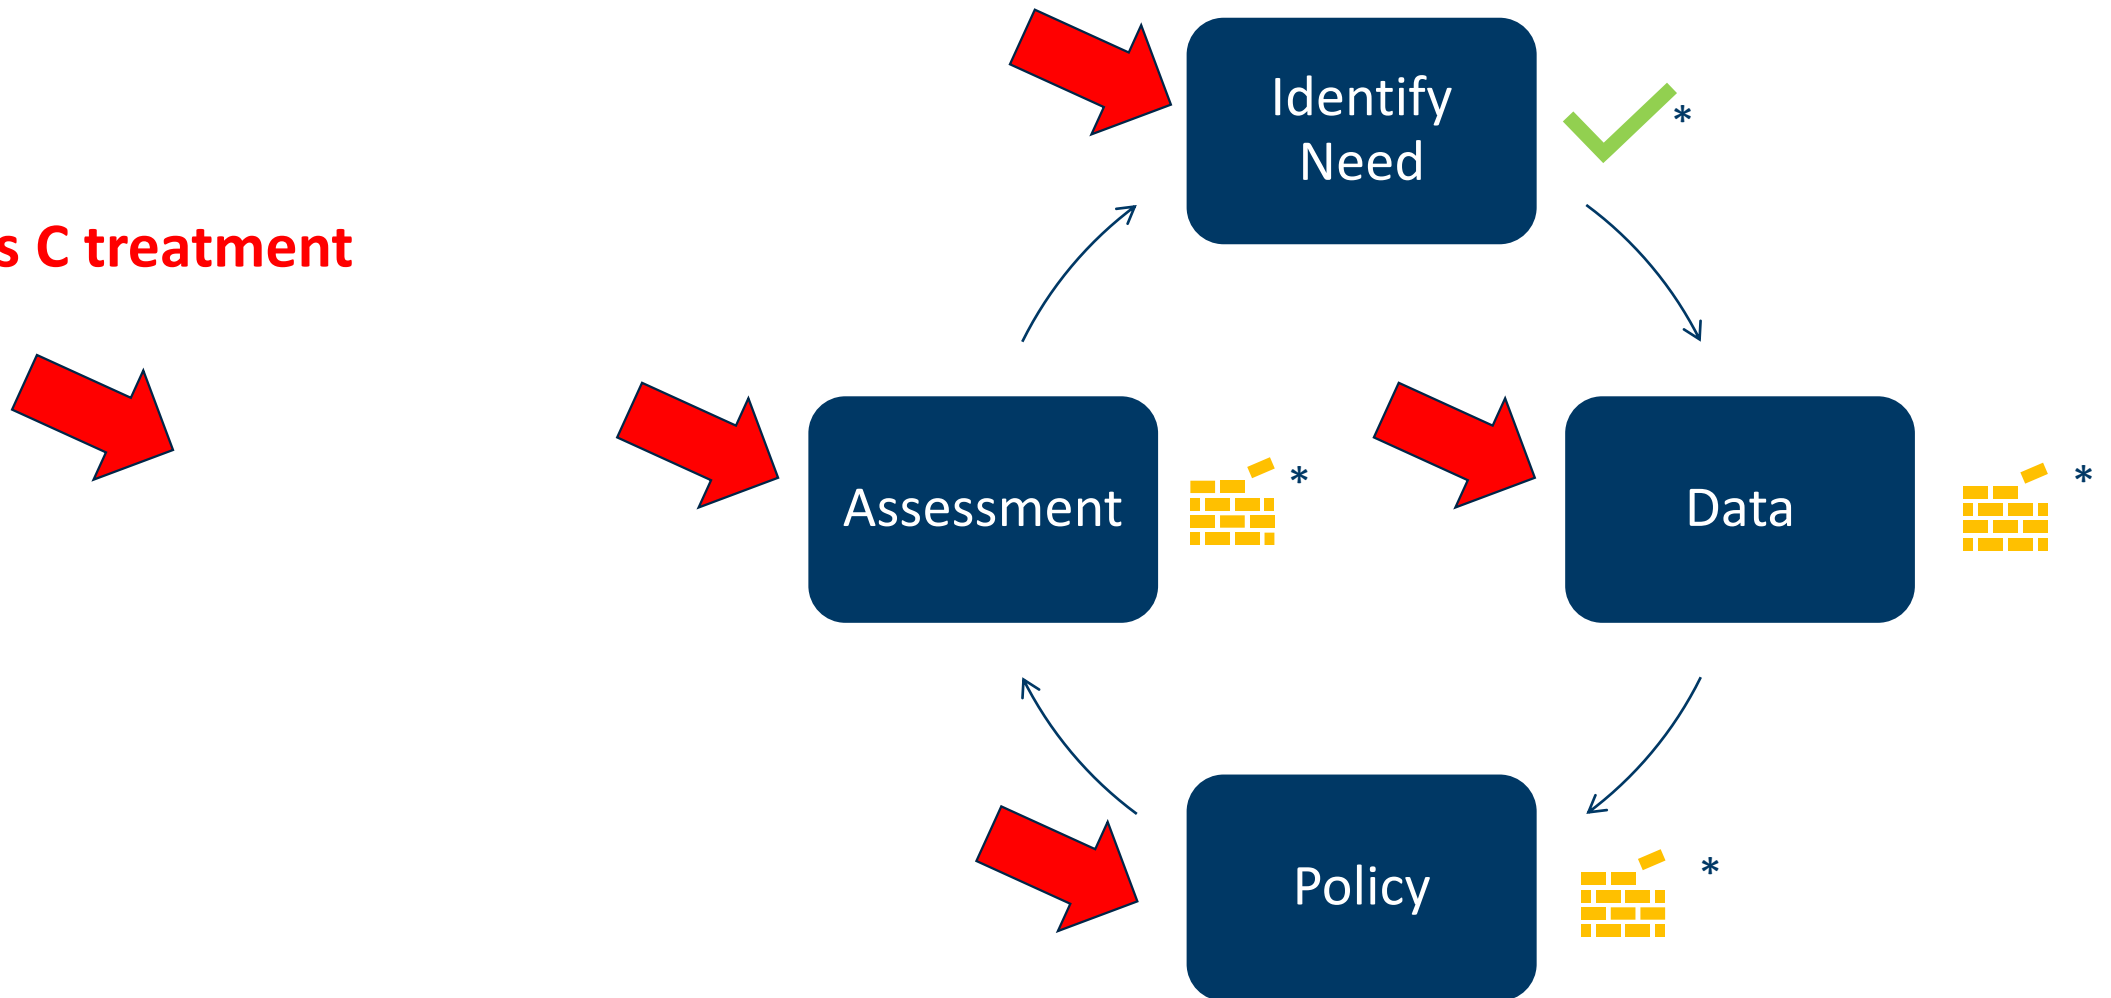 Identify
Need
*
s C treatment
Assessment
*
Data
*
Policy
*